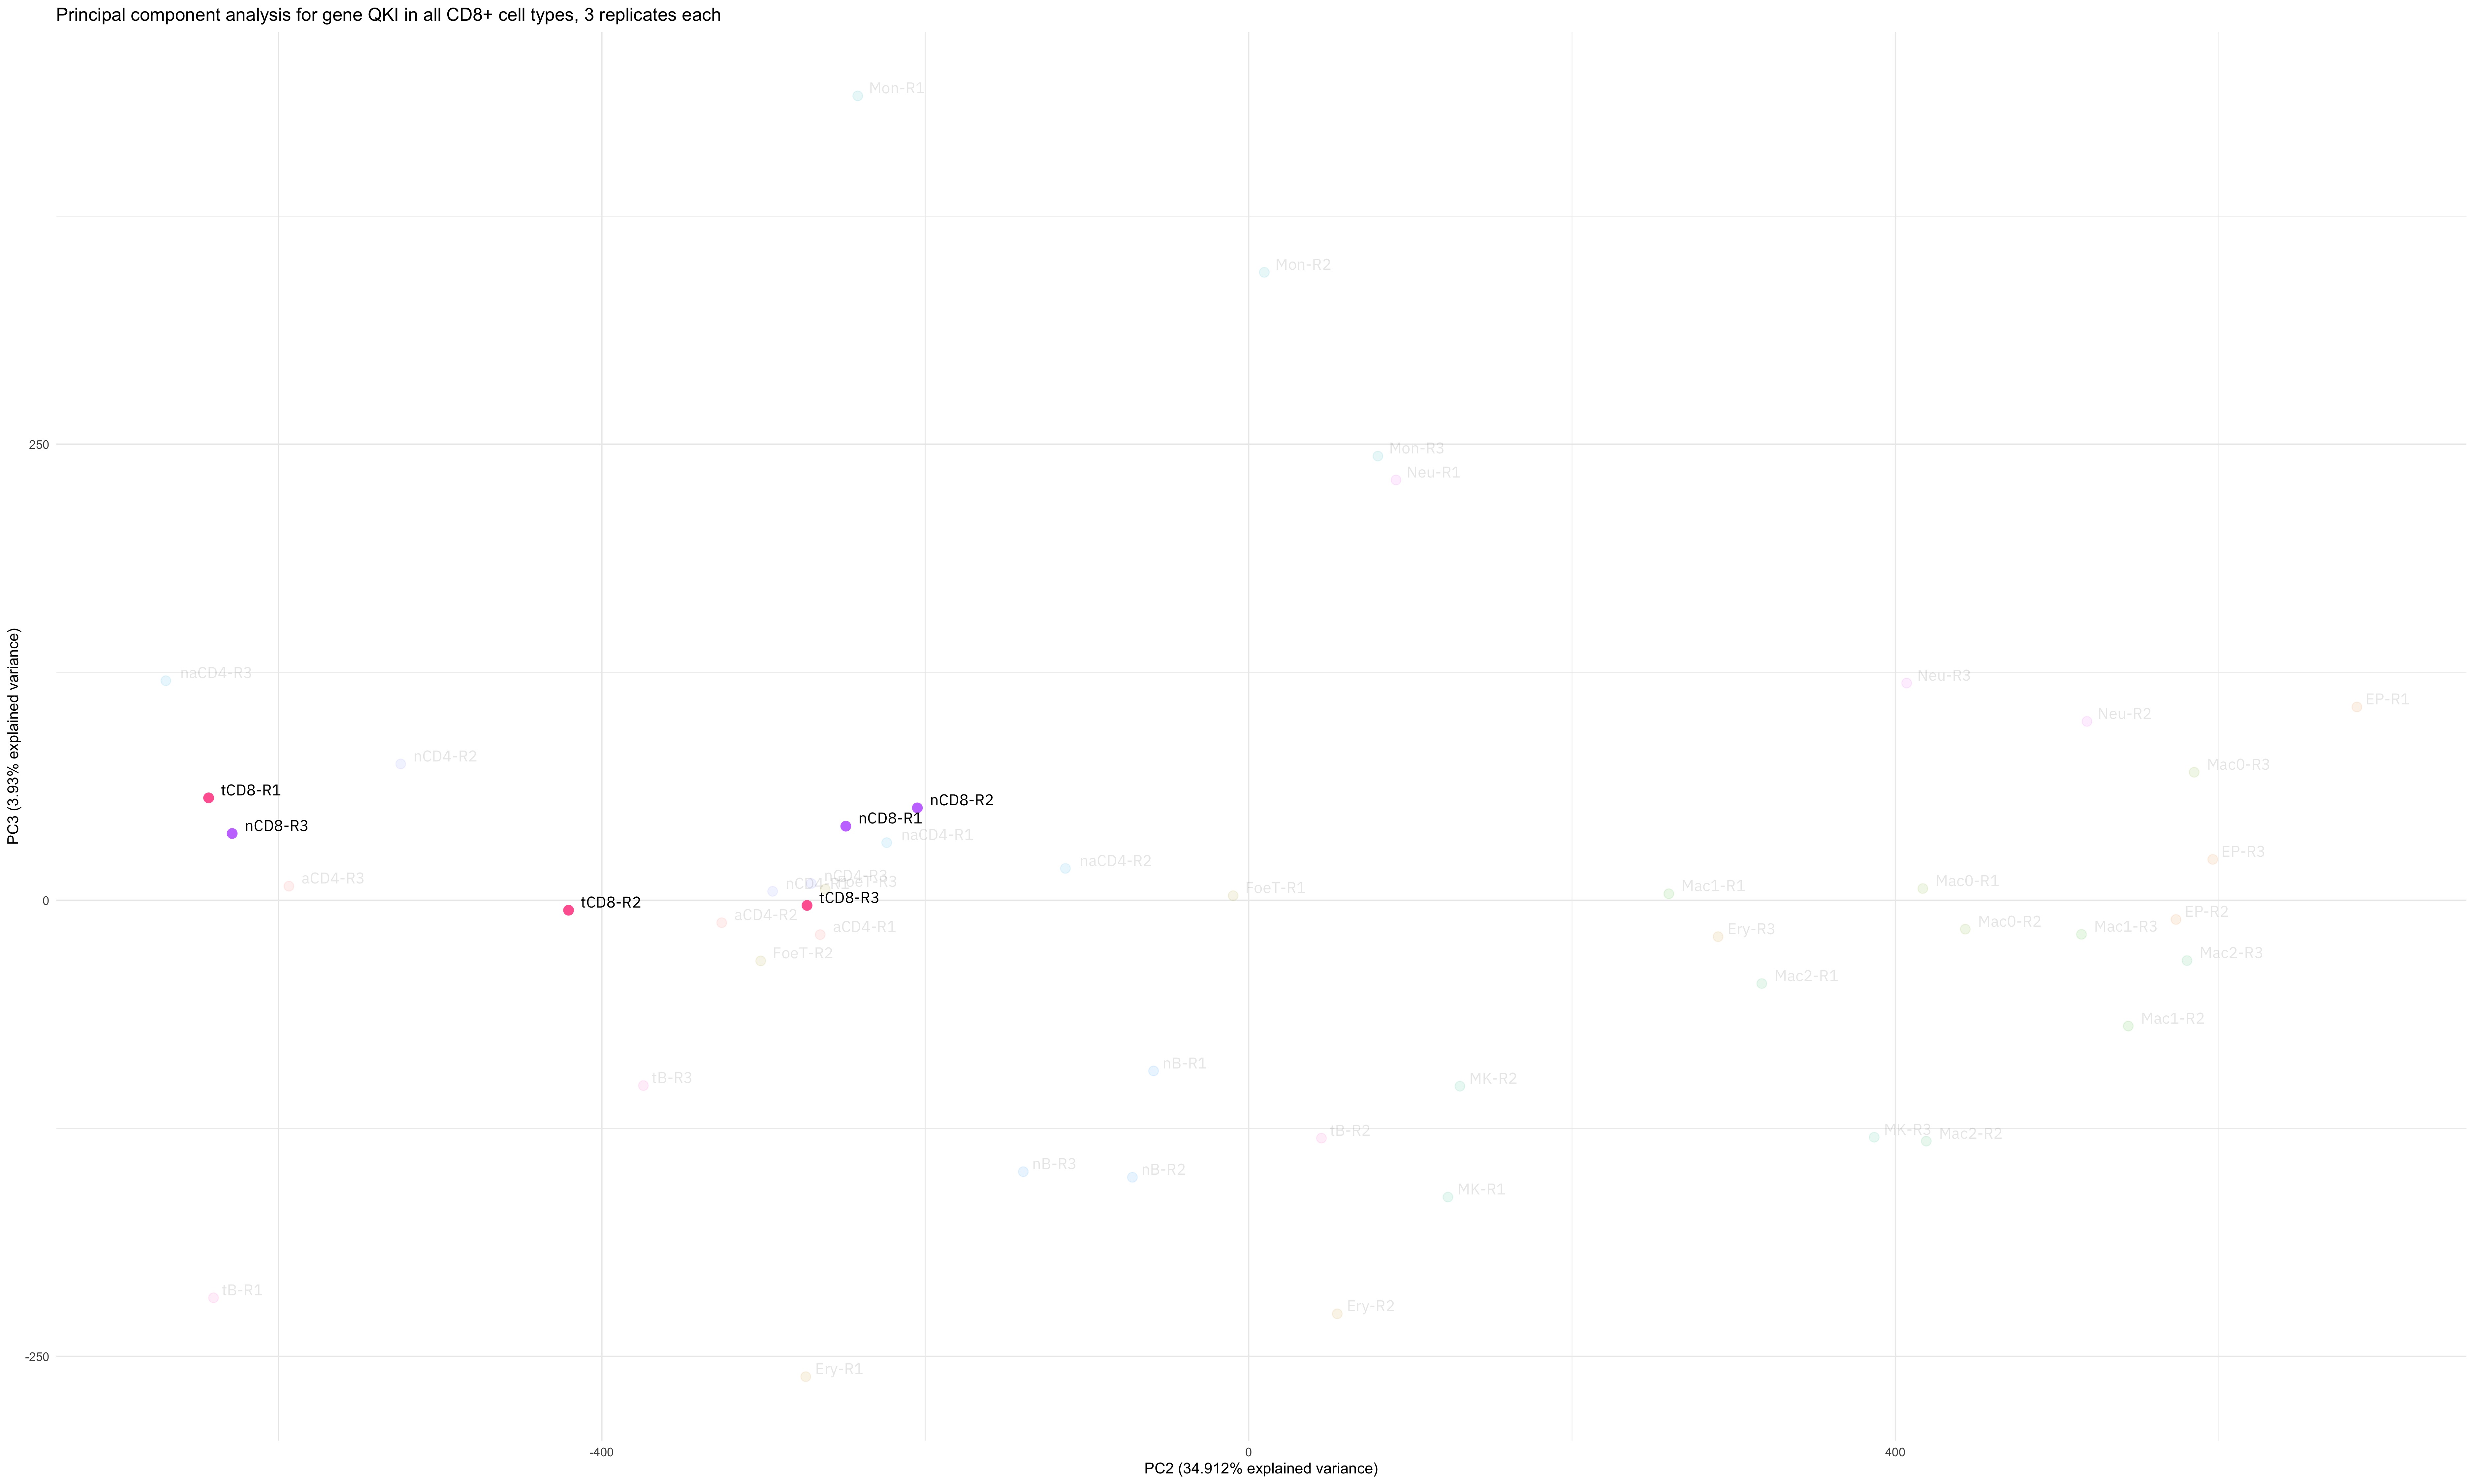 Principal component analysis for gene QKI in all CD8+ cell types, 3 replicates each
Mon-R1
Mon-R2
250
Mon-R3
Neu-R1
PC3 (3.93% explained variance)
naCD4-R3
Neu-R3
EP-R1
Neu-R2
nCD4-R2
Mac0-R3
tCD8-R1
nCD8-R2
nCD8-R1
nCD8-R3
naCD4-R1
EP-R3
naCD4-R2
nCD4-R3
aCD4-R3
FoeT-R3
nCD4-R1
Mac0-R1
Mac1-R1
FoeT-R1
tCD8-R3
0
tCD8-R2
EP-R2
aCD4-R2
Mac0-R2
aCD4-R1
Mac1-R3
Ery-R3
FoeT-R2
Mac2-R3
Mac2-R1
Mac1-R2
nB-R1
tB-R3
MK-R2
tB-R2
MK-R3
Mac2-R2
nB-R3
nB-R2
MK-R1
tB-R1
Ery-R2
-250
Ery-R1
-400
0
400
PC2 (34.912% explained variance)